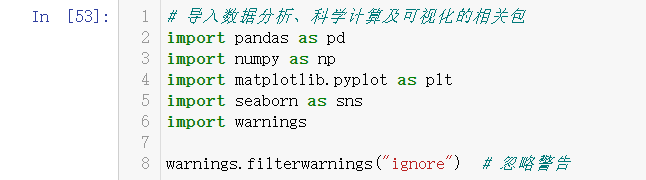 In [53]:
1 # 导入数据分析、科学计算及可视化的相关包
2 import pandas as pd
3 import numpy as np
4 import matplotlib.pyplot as plt
5 import seaborn as sns
6 import warnings
7
8 warnings.filterwarnings("ignore")  # 忽略警告